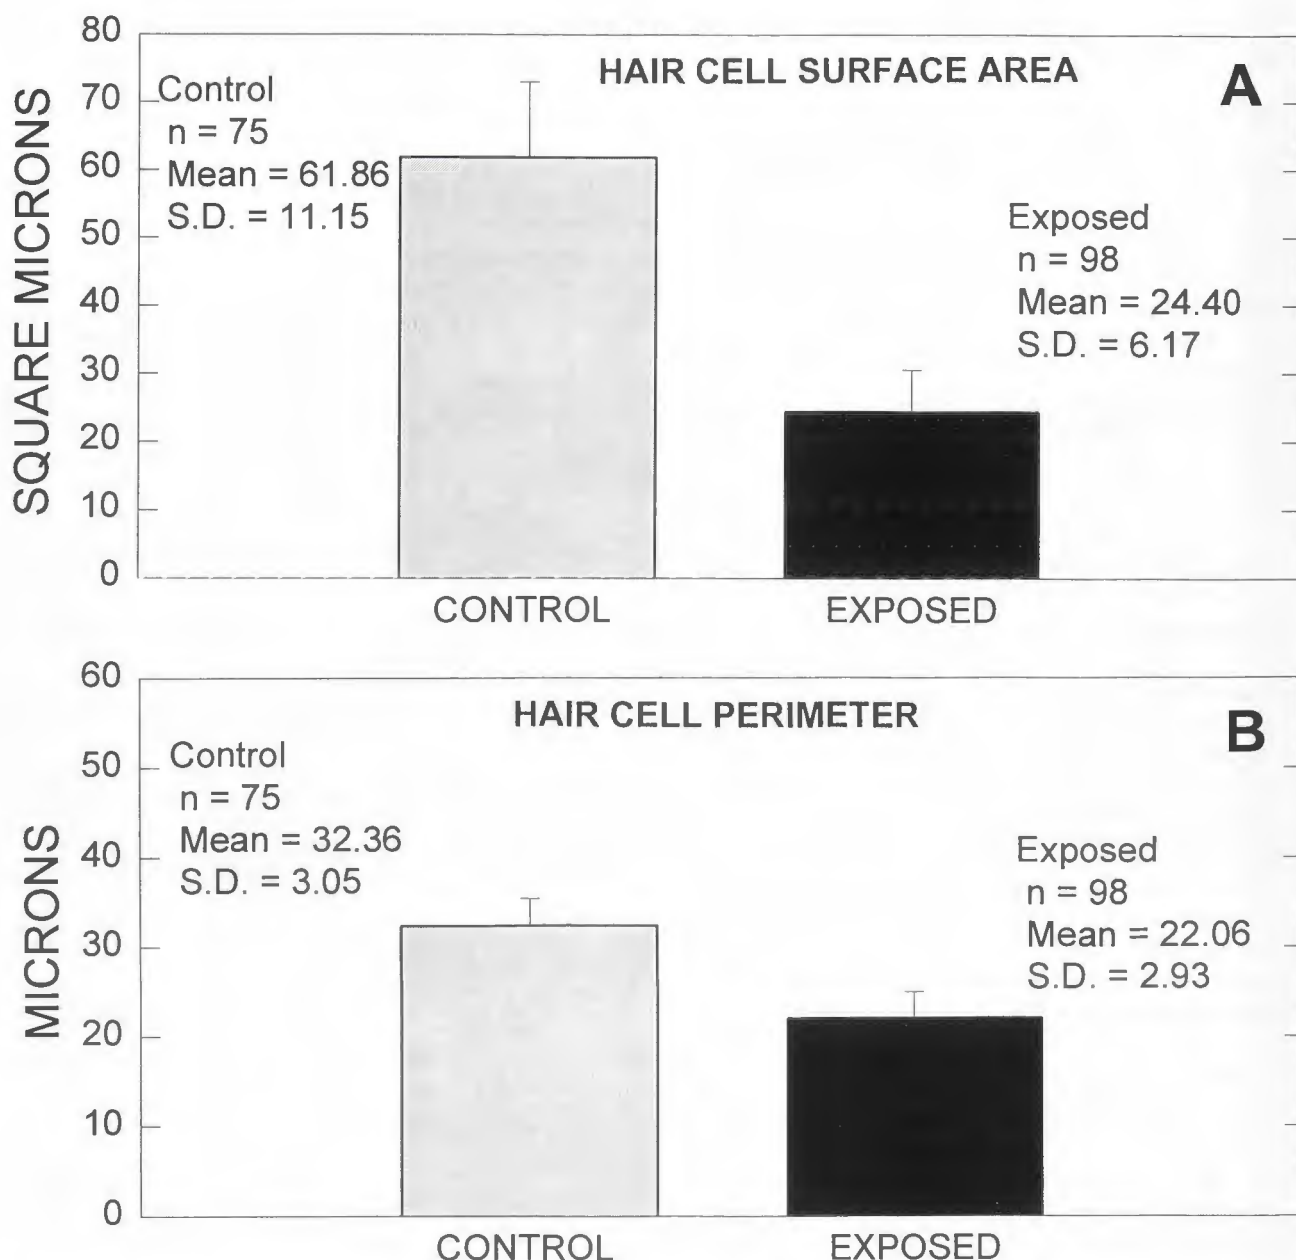 HAIR CELL SURFACE AREA
A
SQUARE MICRONS
80
70
60
50
40
30
20
10
0
Control
n = 75
Mean = 61.86
S.D. = 11.15
Exposed
n = 98
Mean = 24.40
S.D. = 6.17
CONTROL
EXPOSED
HAIR CELL PERIMETER
B
MICRONS
60
50
40
30
20
10
0
Control
n = 75
Mean = 32.36
S.D. = 3.05
Exposed
n = 98
Mean = 22.06
S.D. = 2.93
CONTROL
EXPOSED